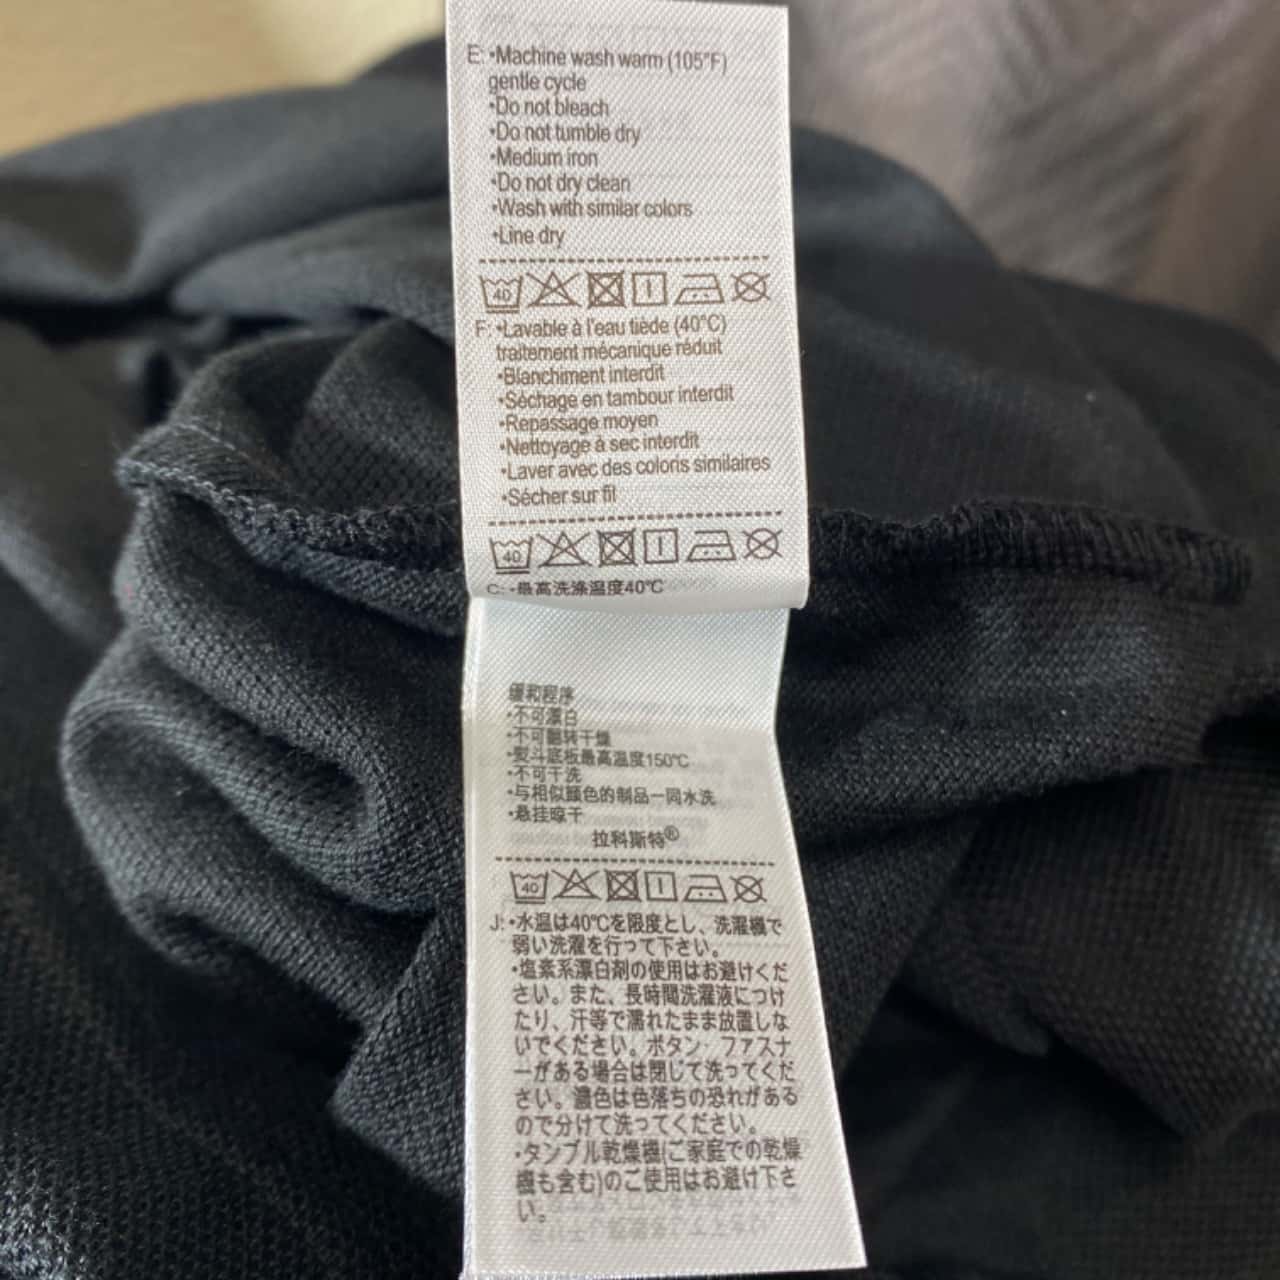 E: •Machine wash warm (105°F)
gentle cycle
•Do not bleach
•Do not tumble dry
•Medium iron
•Do not dry clean
•Wash with similar colors
•Line dry
40
F: •Lavable à l'eau tiède (40°C)
traitement mécanique réduit
•Blanchiment interdit
•Séchage en tambour interdit
•Repassage moyen
•Nettoyage à sec interdit
•Laver avec des coloris similaires
•Sécher sur fil
40
C: •最高洗涤温度40℃
缓和程序
•不可漂白
•不可翻转干燥
•熨斗底板最高温度150℃
•不可干洗
•与相似颜色的制品一同水洗
•悬挂晾干
拉科斯特®
40
J: •水温は40℃を限度とし、洗濯機で
弱い洗濯を行って下さい。
•塩素系漂白剤の使用はお避けくだ
さい。また、長時間洗濯液につけ
たり、汗等で濡れたまま放置しな
いでください。ボタン・ファスナ
ーがある場合は閉じて洗ってくだ
さい。濃色は色落ちの恐れがある
ので分けて洗ってください。
•タンブル乾燥機(ご家庭での乾燥
機も含む)のご使用はお避け下さ
い。